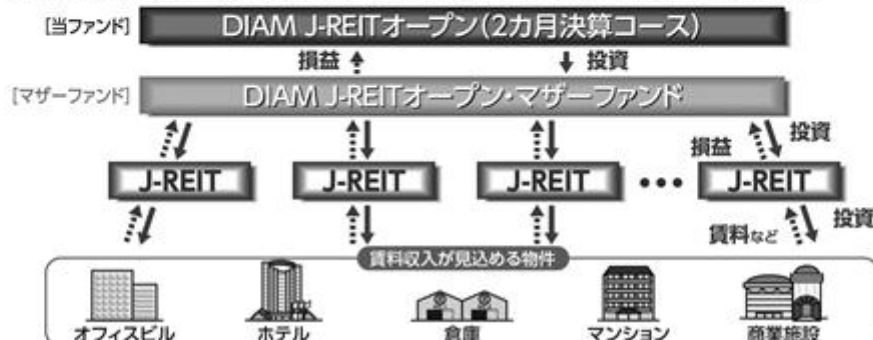 [当ファンド] DIAM J-REITオープン(2カ月決算コース)
損益 投資
[マザーファンド] DIAM J-REITオープン・マザーファンド
損益 投資
J-REIT J-REIT J-REIT ••• J-REIT
賃料など 投資
賃料収入が見込める物件
オフィスビル ホテル 倉庫 マンション 商業施設